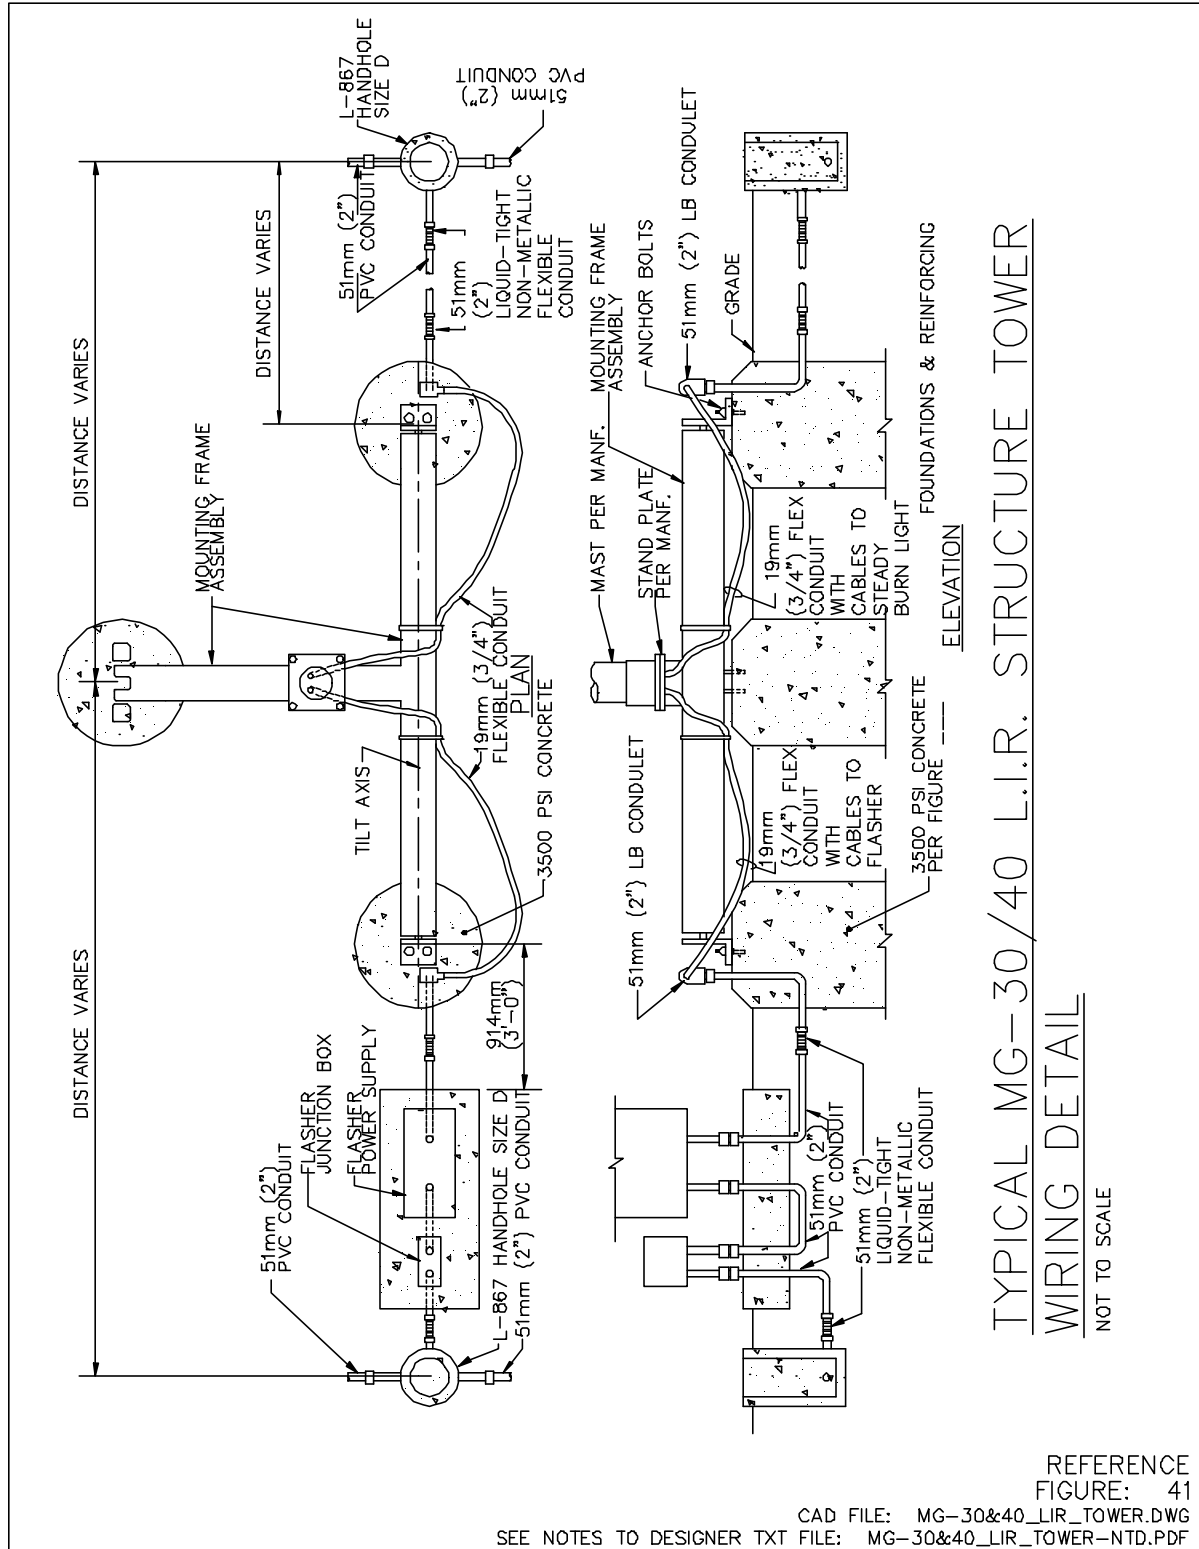 DISTANCE VARIES
DISTANCE VARIES
DISTANCE VARIES
L-867
HANDHOLE
SIZE D
51mm (2")
PVC CONDUIT
51mm (2")
PVC CONDUIT
51mm
(2")
LIQUID-TIGHT
NON-METALLIC
FLEXIBLE
CONDUIT
MOUNTING FRAME
ASSEMBLY
TILT AXIS
19mm (3/4")
FLEXIBLE CONDUIT
PLAN
3500 PSI CONCRETE
914mm
(3'-0")
51mm (2")
PVC CONDUIT
FLASHER
JUNCTION BOX
FLASHER
POWER SUPPLY
L-867 HANDHOLE SIZE D
51mm (2") PVC CONDUIT
MAST PER MANF.
MOUNTING FRAME
ASSEMBLY
STAND PLATE
PER MANF.
ANCHOR BOLTS
51mm (2") LB CONDULET
GRADE
51mm (2") LB CONDULET
19mm
(3/4") FLEX
CONDUIT
WITH
CABLES TO
STEADY
BURN LIGHT
19mm
(3/4") FLEX
CONDUIT
WITH
CABLES TO
FLASHER
FOUNDATIONS & REINFORCING
3500 PSI CONCRETE
PER FIGURE ___
51mm (2")
PVC CONDUIT
51mm (2")
LIQUID-TIGHT
NON-METALLIC
FLEXIBLE CONDUIT
ELEVATION
TYPICAL MG-30/40 L.I.R. STRUCTURE TOWER
WIRING DETAIL
NOT TO SCALE
REFERENCE
FIGURE: 41
CAD FILE: MG-30&40_LIR_TOWER.DWG
SEE NOTES TO DESIGNER TXT FILE: MG-30&40_LIR_TOWER-NTD.PDF